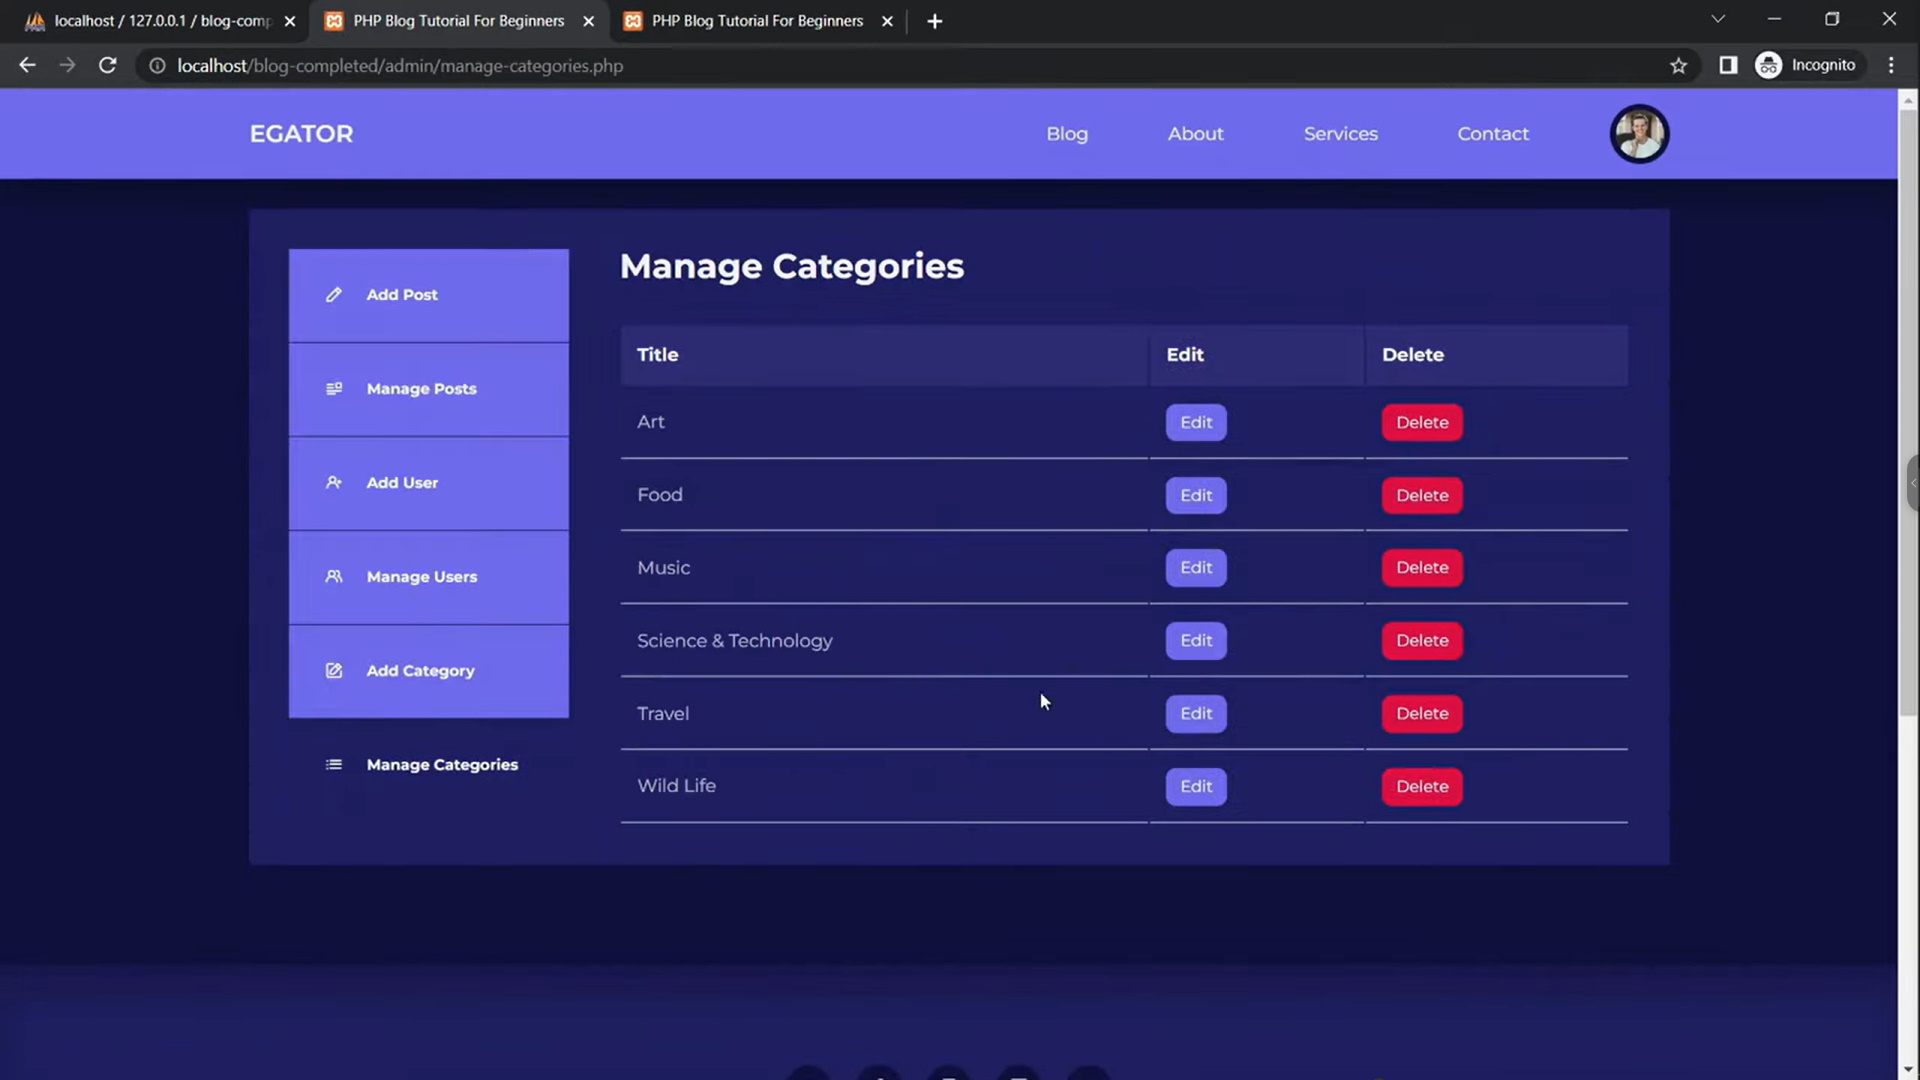 localhost / 127.0.0.1 / blog-comp
PHP Blog Tutorial For Beginners
PHP Blog Tutorial For Beginners
localhost/blog-completed/admin/manage-categories.php
Incognito
EGATOR
Blog
About
Services
Contact
Add Post
Manage Posts
Add User
Manage Users
Add Category
Manage Categories
Manage Categories
Title Edit Delete
Art Edit Delete
Food Edit Delete
Music Edit Delete
Science & Technology Edit Delete
Travel Edit Delete
Wild Life Edit Delete